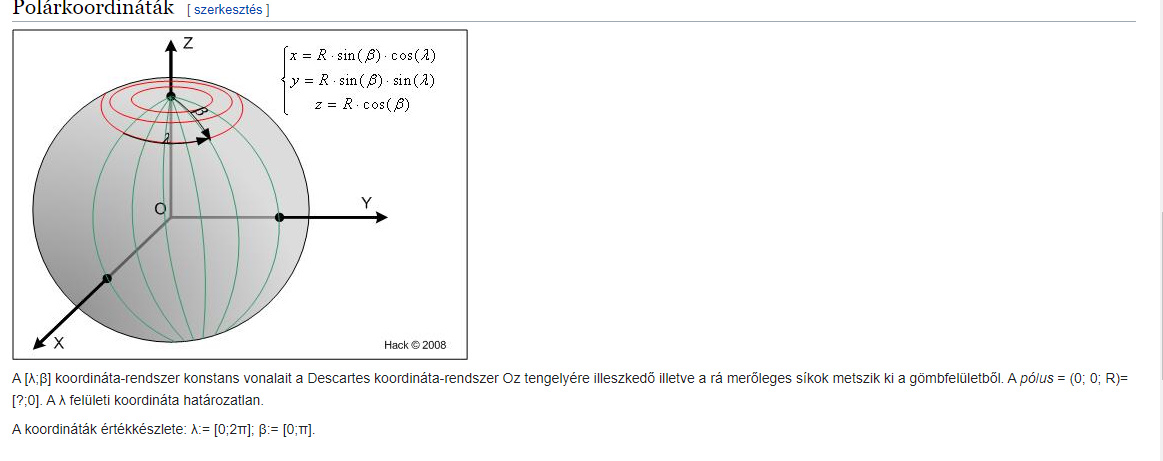 Polárkoordináták [ szerkesztés ]
Z
x = R · sin(β) · cos(λ)
y = R · sin(β) · sin(λ)
z = R · cos(β)
β
λ
O
Y
X
Hack © 2008
A [λ;β] koordináta-rendszer konstans vonalait a Descartes koordináta-rendszer Oz tengelyére illeszkedő illetve a rá merőleges síkok metszik ki a gömbfelületből. A pólus = (0; 0; R)=
[?;0]. A λ felületi koordináta határozatlan.
A koordináták értékkészlete: λ:= [0;2π]; β:= [0;π].